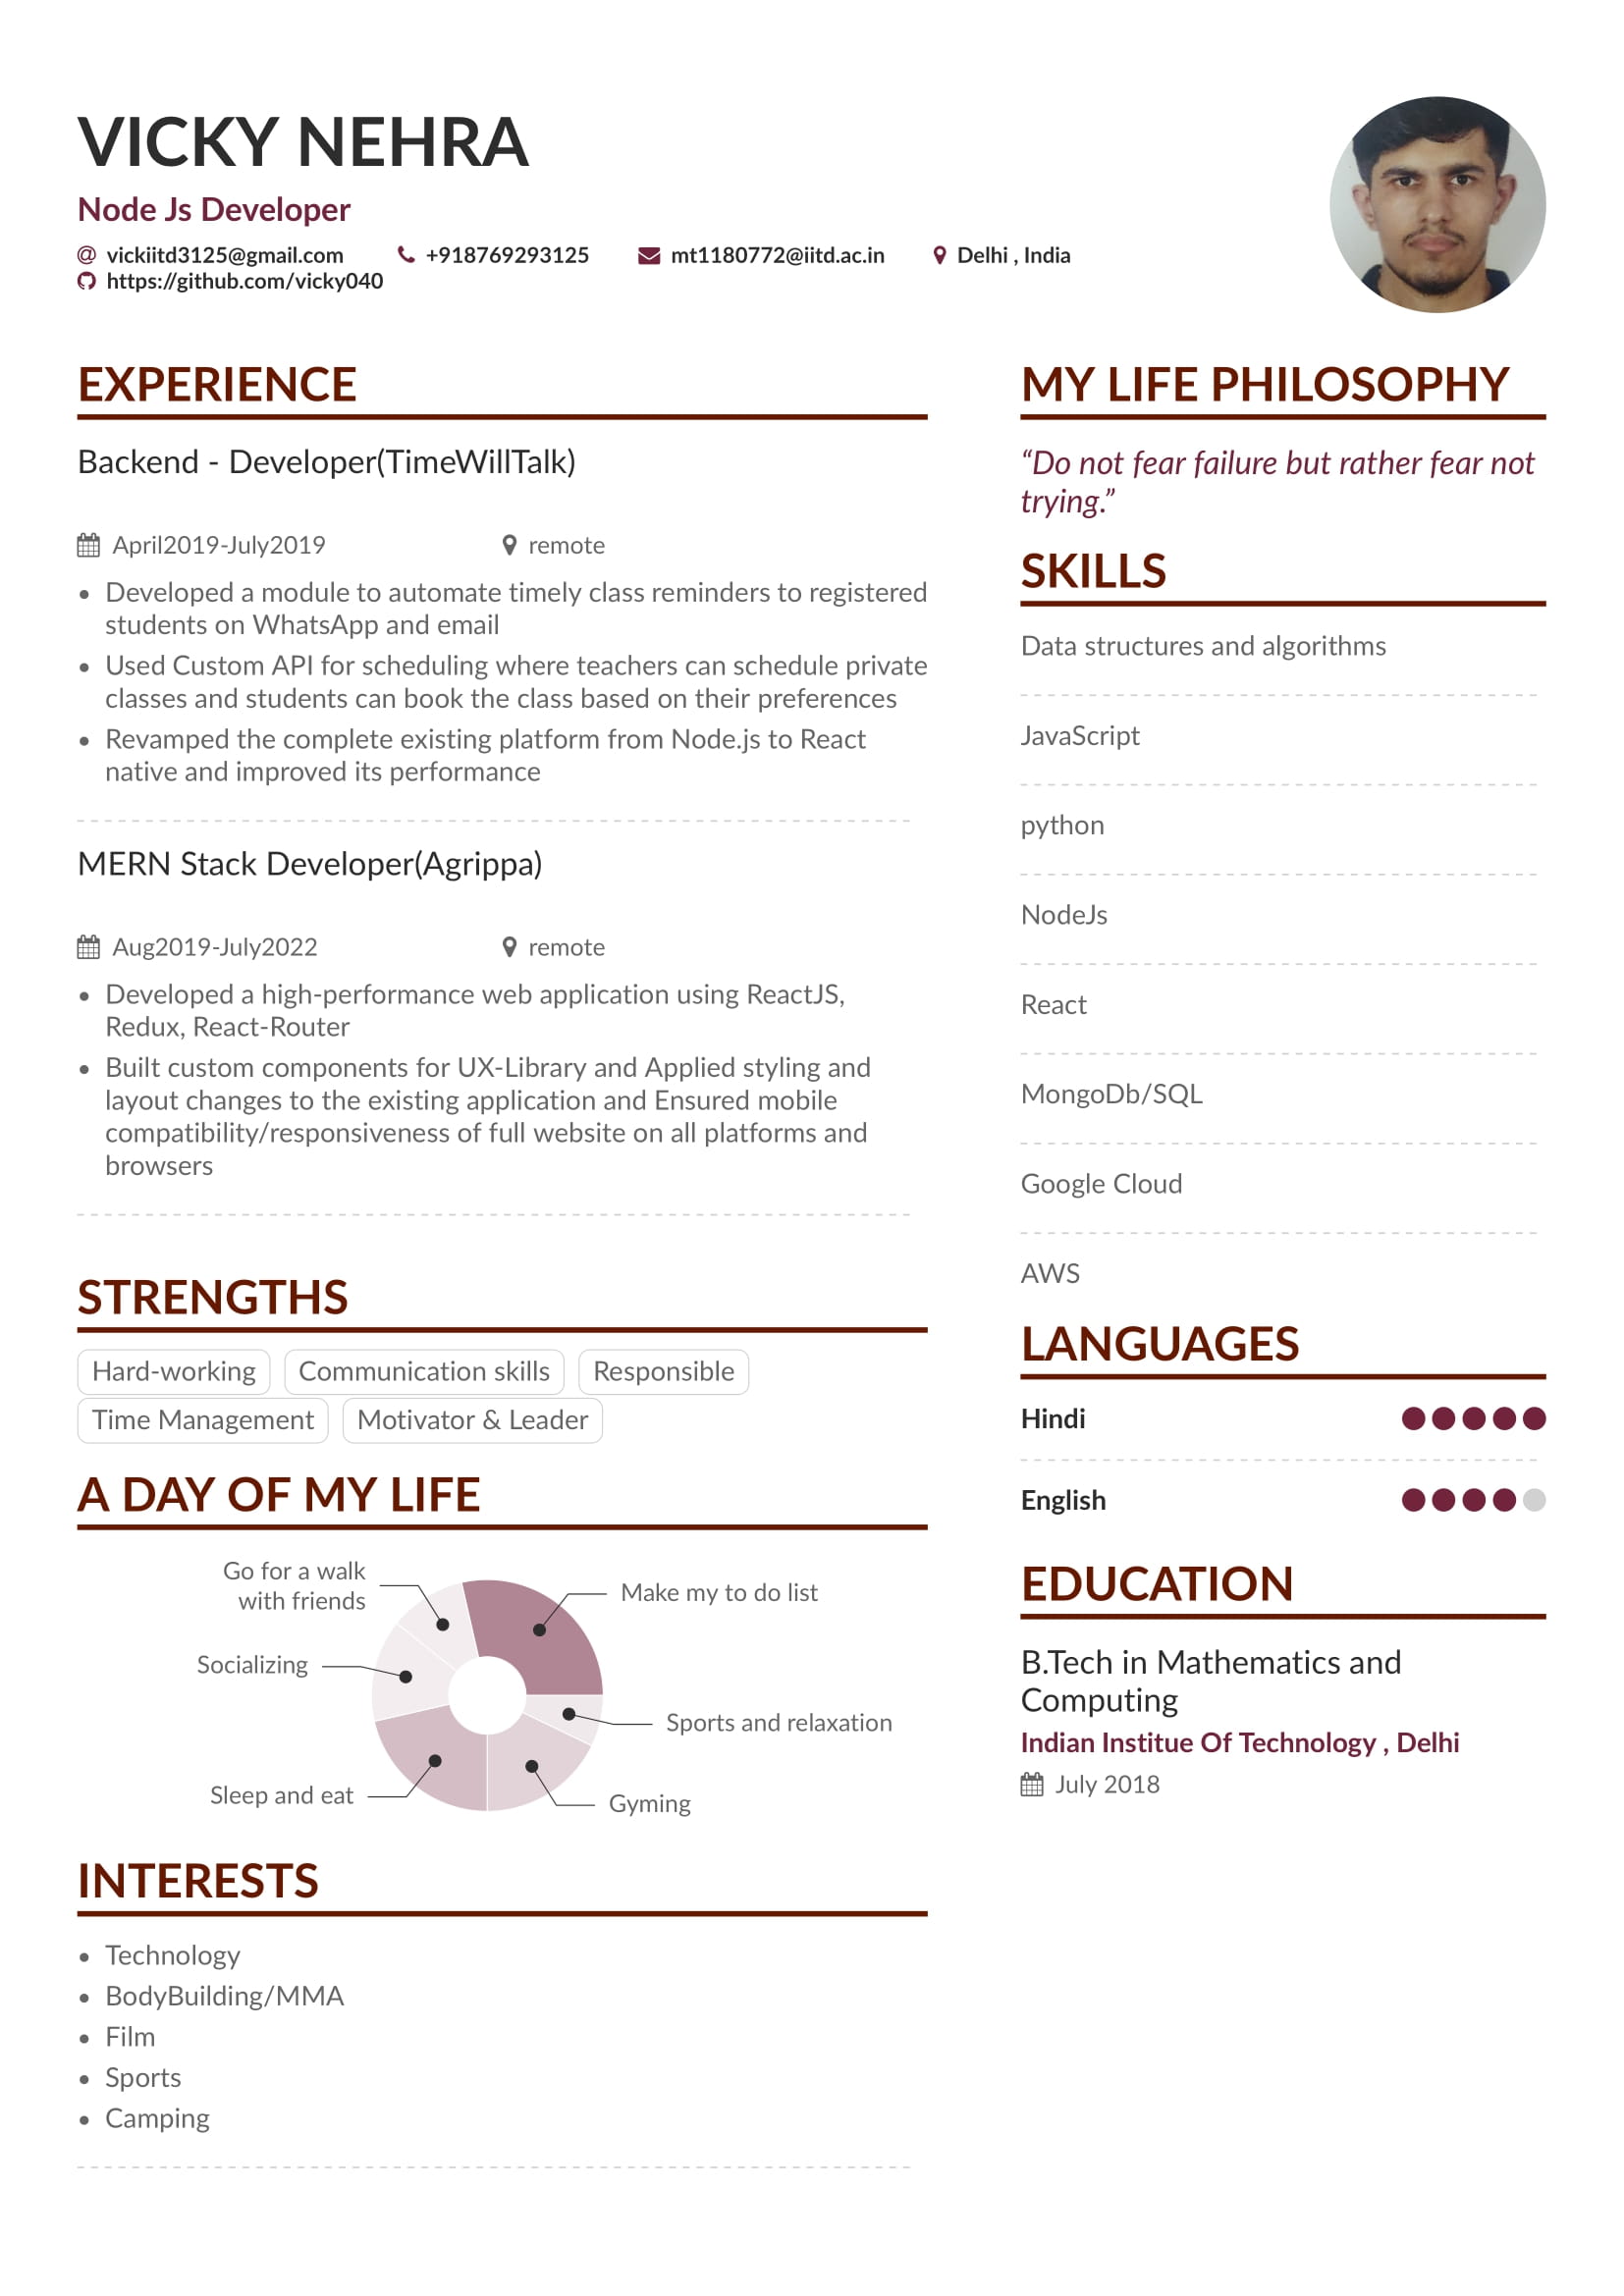 VICKY NEHRA
Node Js Developer
vickiitd3125@gmail.com +918769293125 mt1180772@iitd.ac.in Delhi , India
https://github.com/vicky040
EXPERIENCE
Backend - Developer(TimeWillTalk)
April2019-July2019 remote
• Developed a module to automate timely class reminders to registered
students on WhatsApp and email
• Used Custom API for scheduling where teachers can schedule private
classes and students can book the class based on their preferences
• Revamped the complete existing platform from Node.js to React
native and improved its performance
MERN Stack Developer(Agrippa)
Aug2019-July2022 remote
• Developed a high-performance web application using ReactJS,
Redux, React-Router
• Built custom components for UX-Library and Applied styling and
layout changes to the existing application and Ensured mobile
compatibility/responsiveness of full website on all platforms and
browsers
STRENGTHS
Hard-working Communication skills Responsible
Time Management Motivator & Leader
A DAY OF MY LIFE
Go for a walk
with friends
Make my to do list
Socializing
Sports and relaxation
Sleep and eat
Gyming
INTERESTS
• Technology
• BodyBuilding/MMA
• Film
• Sports
• Camping
MY LIFE PHILOSOPHY
“Do not fear failure but rather fear not
trying.”
SKILLS
Data structures and algorithms
JavaScript
python
NodeJs
React
MongoDb/SQL
Google Cloud
AWS
LANGUAGES
Hindi
English
EDUCATION
B.Tech in Mathematics and
Computing
Indian Institue Of Technology , Delhi
July 2018